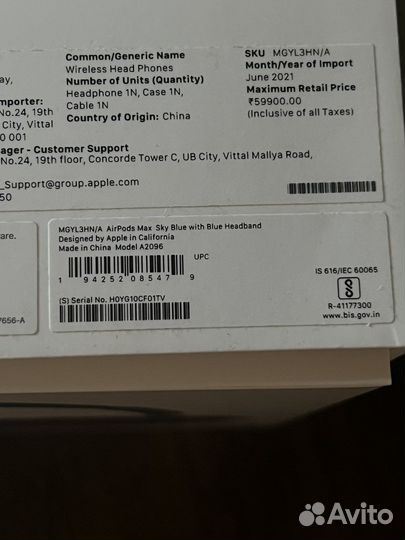 Common/Generic Name
Wireless Head Phones
Number of Units (Quantity)
Headphone 1N, Case 1N,
Cable 1N
Country of Origin: China
SKU MGYL3HN/A
Month/Year of Import
June 2021
Maximum Retail Price
₹59900.00
(Inclusive of all Taxes)
ay,
mporter:
No.24, 19th
City, Vittal
0 001
ager - Customer Support
No.24, 19th floor, Concorde Tower C, UB City, Vittal Mallya Road,
_Support@group.apple.com
50
ware.
7656-A
MGYL3HN/A AirPods Max Sky Blue with Blue Headband
Designed by Apple in California
Made in China Model A2096
UPC
1 94252 08547 9
(S) Serial No. H0YG10CF01TV
IS 616/IEC 60065
R-41177300
www.bis.gov.in
Avito